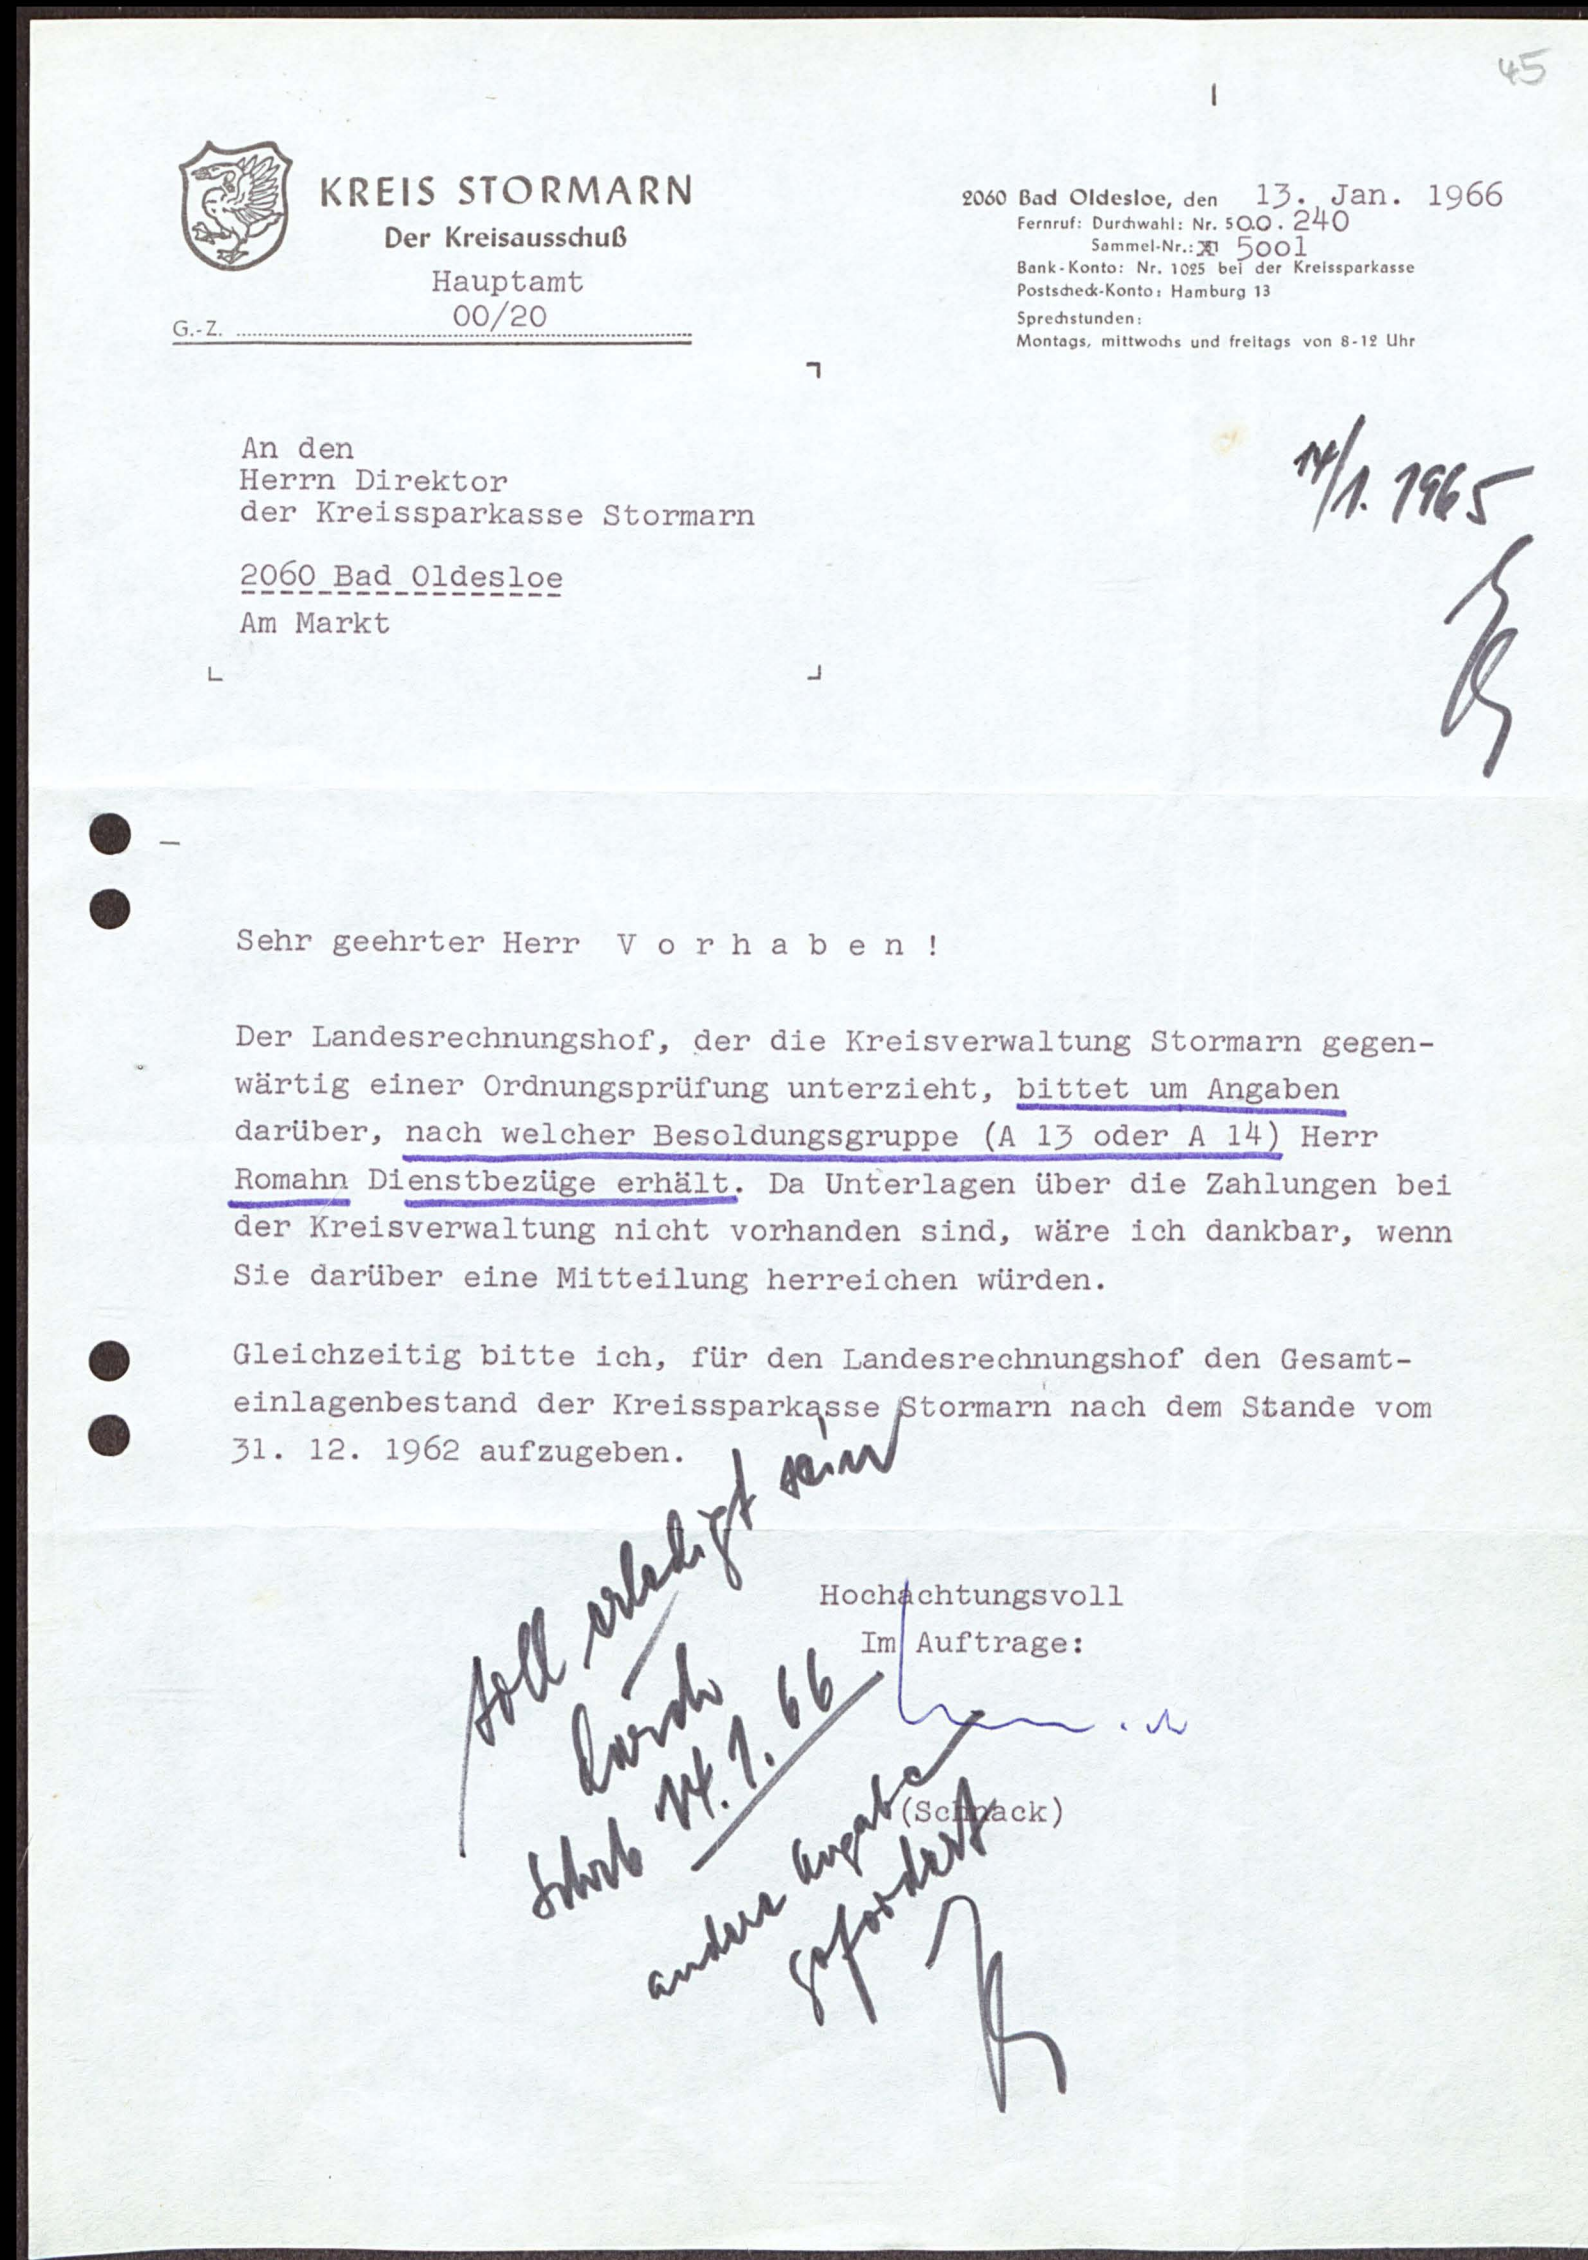 45
KREIS STORMARN
Der Kreisausschuß
Hauptamt
G.-Z. 00/20
2060 Bad Oldesloe, den 13. Jan. 1966
Fernruf: Durchwahl: Nr. 500.240
Sammel-Nr.: 5001
Bank-Konto: Nr. 1025 bei der Kreissparkasse
Postscheck-Konto: Hamburg 13
Sprechstunden:
Montags, mittwochs und freitags von 8-12 Uhr
An den
Herrn Direktor
der Kreissparkasse Stormarn
2060 Bad Oldesloe
Am Markt
14/1. 1965
Sehr geehrter Herr V o r h a b e n !
Der Landesrechnungshof, der die Kreisverwaltung Stormarn gegen-
wärtig einer Ordnungsprüfung unterzieht, bittet um Angaben
darüber, nach welcher Besoldungsgruppe (A 13 oder A 14) Herr
Romahn Dienstbezüge erhält. Da Unterlagen über die Zahlungen bei
der Kreisverwaltung nicht vorhanden sind, wäre ich dankbar, wenn
Sie darüber eine Mitteilung herreichen würden.
Gleichzeitig bitte ich, für den Landesrechnungshof den Gesamt-
einlagenbestand der Kreissparkasse Stormarn nach dem Stande vom
31. 12. 1962 aufzugeben.
soll erledigt sein
durch
14.1.66
andere Angabe
gefordert
Hochachtungsvoll
Im Auftrage:
(Schnack)